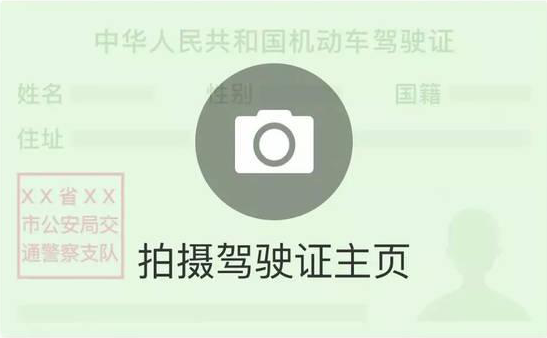 中华人民共和国机动车驾驶证
姓名 性别 国籍
住址
XX省XX
市公安局交
通警察支队
拍摄驾驶证主页